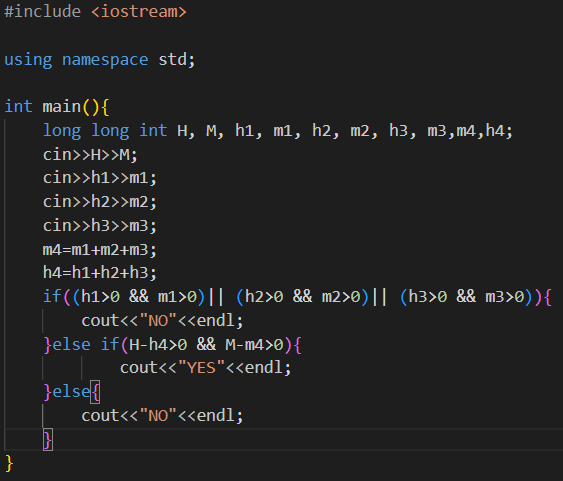 #include <iostream>

using namespace std;

int main(){
    long long int H, M, h1, m1, h2, m2, h3, m3,m4,h4;
    cin>>H>>M;
    cin>>h1>>m1;
    cin>>h2>>m2;
    cin>>h3>>m3;
    m4=m1+m2+m3;
    h4=h1+h2+h3;
    if((h1>0 && m1>0)|| (h2>0 && m2>0)|| (h3>0 && m3>0)){
        cout<<"NO"<<endl;
    }else if(H-h4>0 && M-m4>0){
            cout<<"YES"<<endl;
    }else{
        cout<<"NO"<<endl;
    }
}